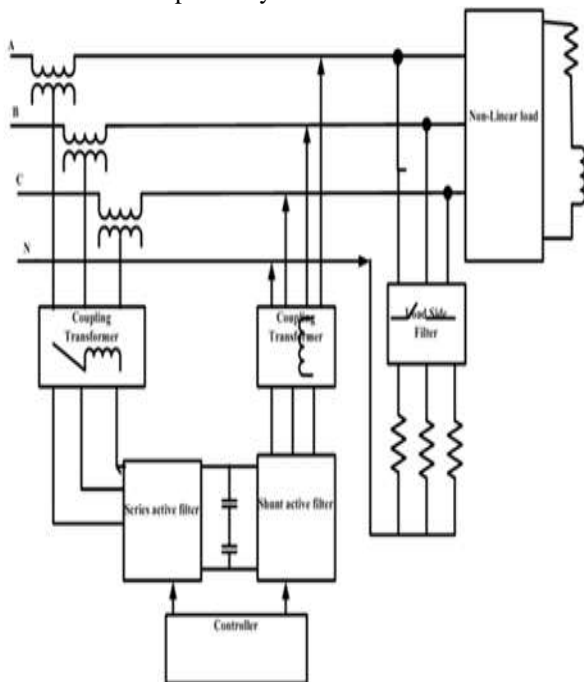 A
B
C
N
Non-Linear load
Coupling
Transformer
Coupling
Transformer
Load Side
Filter
Series active filter
Shunt active filter
Controller